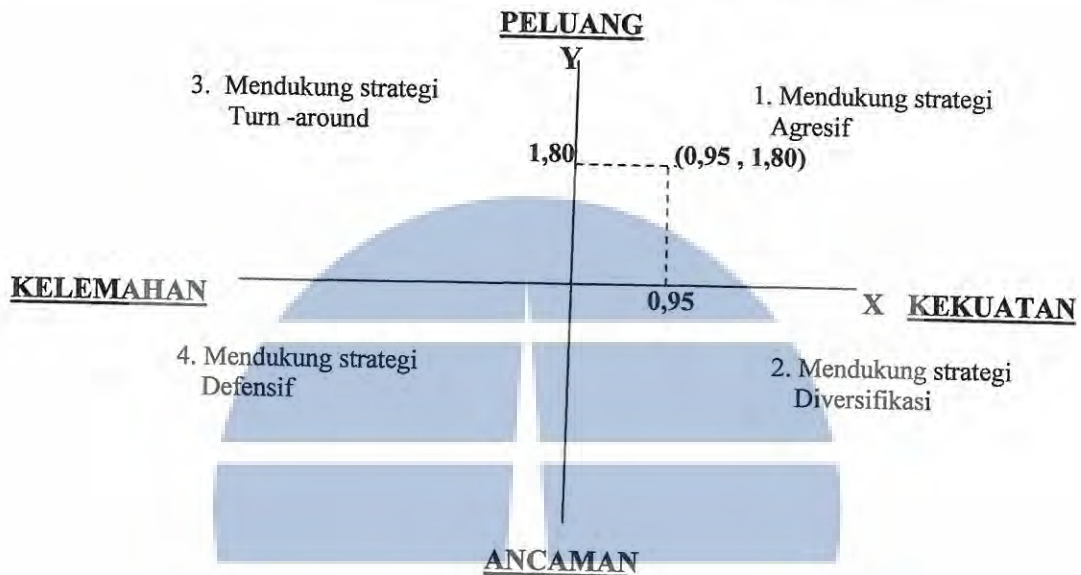 PELUANG
Y
3. Mendukung strategi
Turn -around
1. Mendukung strategi
Agresif
1,80
(0,95 , 1,80)
KELEMAHAN
0,95
X KEKUATAN
4. Mendukung strategi
Defensif
2. Mendukung strategi
Diversifikasi
ANCAMAN